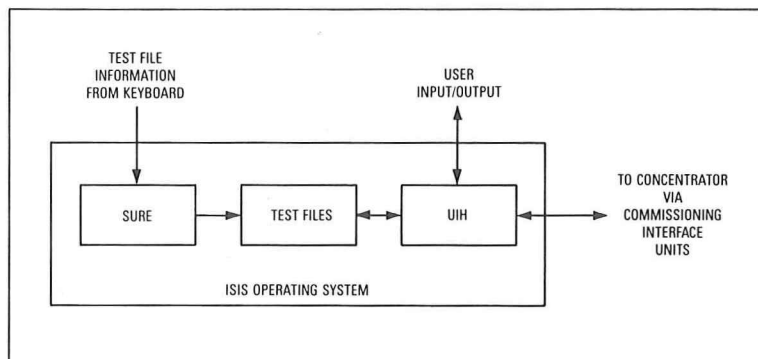 TEST FILE
INFORMATION
FROM KEYBOARD
USER
INPUT/OUTPUT
SURE
TEST FILES
UIH
TO CONCENTRATOR
VIA
COMMISSIONING
INTERFACE
UNITS
ISIS OPERATING SYSTEM